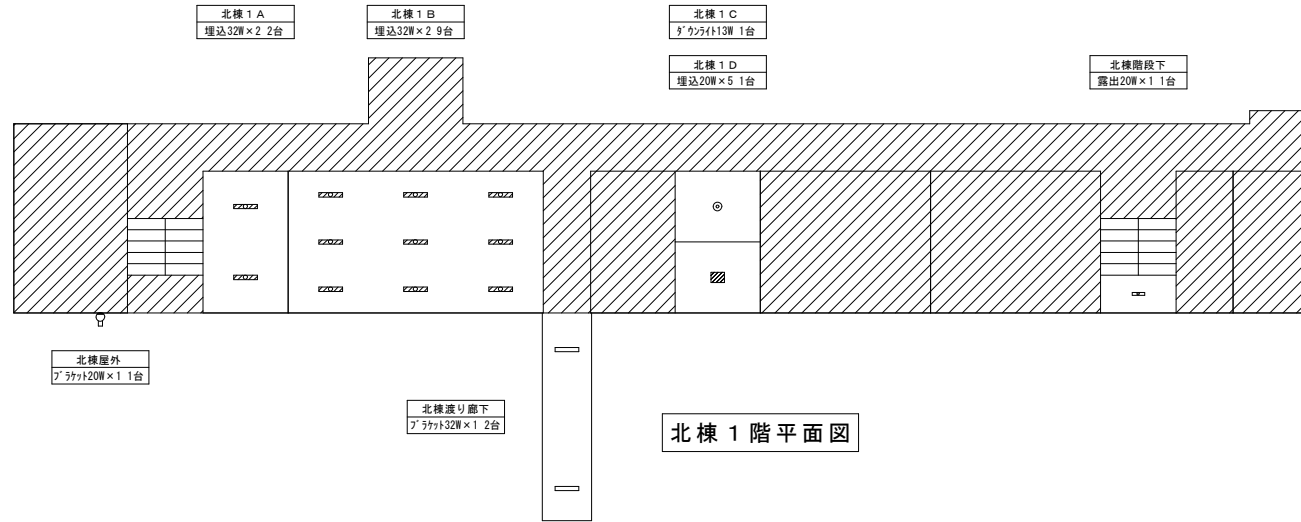 北棟１Ａ
埋込32W×2 2台
北棟１Ｂ
埋込32W×2 9台
北棟１Ｃ
ﾀﾞｳﾝﾗｲﾄ13W 1台
北棟１Ｄ
埋込20W×5 1台
北棟階段下
露出20W×1 1台
北棟屋外
ﾌﾞﾗｹｯﾄ20W×1 1台
北棟渡り廊下
ﾌﾞﾗｹｯﾄ32W×1 2台
北棟１階平面図